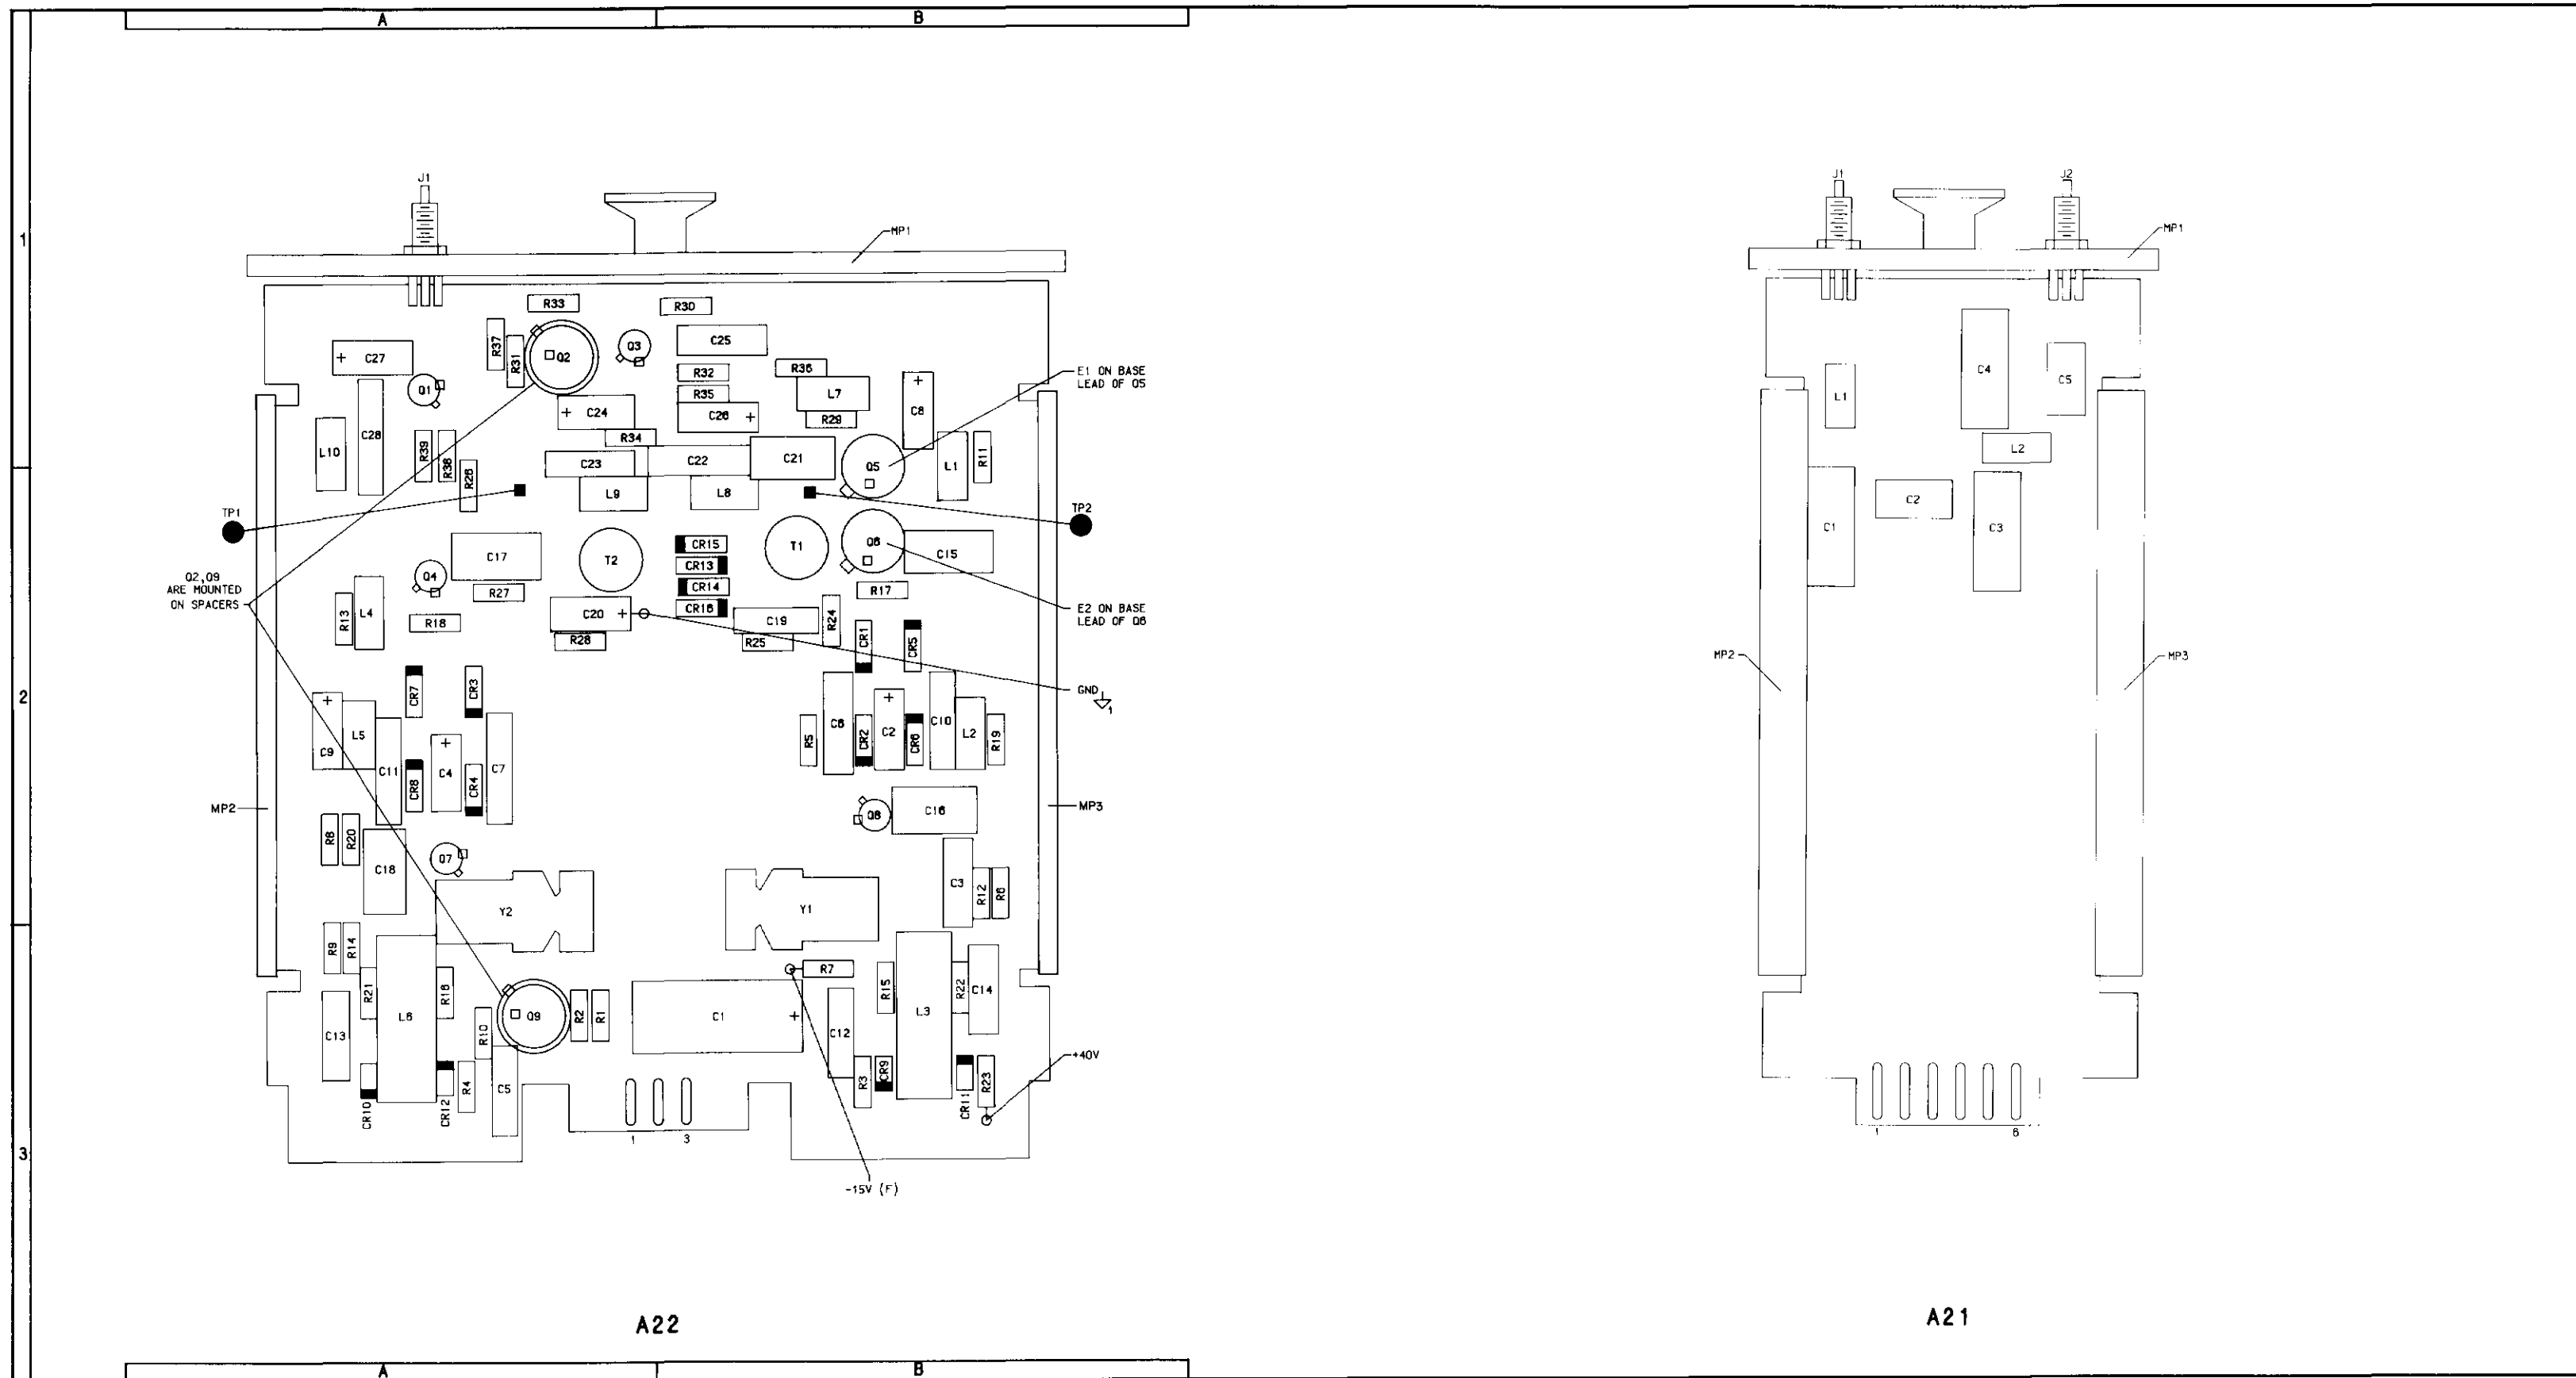 A B
1
J1
MP1
R33
R30
R37
R31
Q2
Q3
C25
C27
R32
R36
Q1
R35
L7
C8
E1 ON BASE
LEAD OF Q5
C24
C26
R29
L10
C28
R39
R38
R34
C23
C22
C21
Q5
L1
R11
R26
L9
L8
TP1
TP2
C17
T2
CR15
CR13
CR14
CR16
T1
Q6
C15
Q4
Q2,Q9
ARE MOUNTED
ON SPACERS
R27
R17
R13
L4
R18
C20
R28
C19
R25
R24
CR1
CR5
E2 ON BASE
LEAD OF Q6
2
CR7
CR3
GND
1
C9
L5
C11
CR8
C4
CR4
C7
R5
C6
CR2
C2
CR6
C10
L2
R19
MP2
MP3
R8
R20
C18
Q7
Q8
C16
Y2
Y1
C3
R12
R6
R9
R14
R21
L6
R16
R7
R15
L3
R22
C14
C13
R10
Q9
R2
R1
C1
C12
+40V
CR10
CR12
R4
C5
R3
CR9
CR11
R23
1 3
3
-15V (F)
A22
J1
J2
MP1
C4
C5
L1
L2
C1
C2
C3
MP2
MP3
1 6
A21
A B